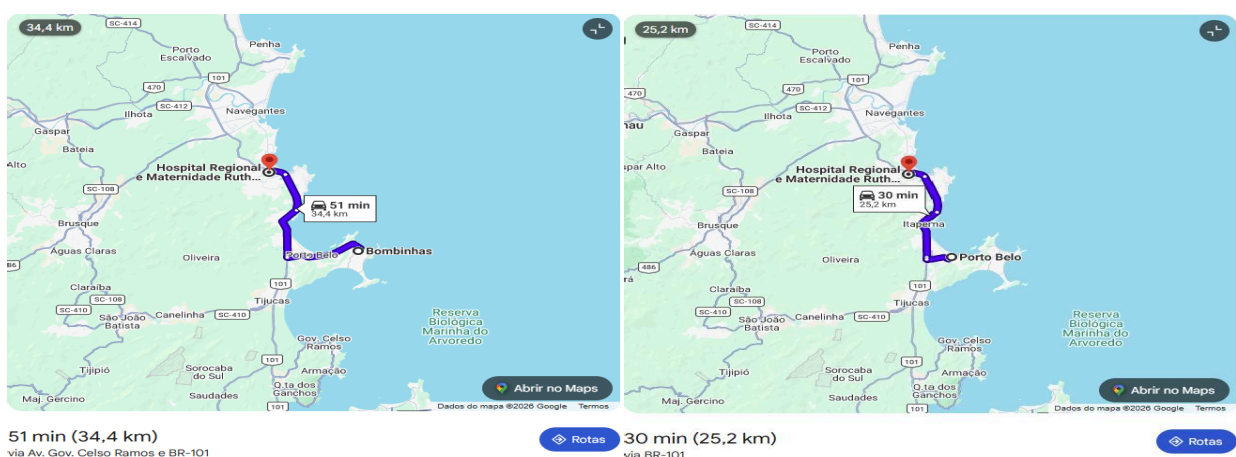 34,4 km
SC-414
Porto
Escalvado
Penha
101
470
SC-412
Ilhota
Navegantes
Gaspar
Bateia
Alto
Hospital Regional
e Maternidade Ruth...
SC-108
51 min
34,4 km
Brusque
Águas Claras
Oliveira
Porto Belo
Bombinhas
101
Claraíba
SC-108
Tijucas
SC-410
São João
Batista
Canelinha
SC-410
Reserva
Biológica
Marinha do
Arvoredo
Gov. Celso
Ramos
101
Tijipió
Sorocaba
do Sul
Armação
Q.ta dos
Ganchos
Maj. Gercino
Saudades
Abrir no Maps
Dados do mapa ©2026 Google
Termos
51 min (34,4 km)
via Av. Gov. Celso Ramos e BR-101
Rotas
25,2 km
SC-414
Porto
Escalvado
Penha
101
470
470
SC-412
Ilhota
Navegantes
nau
Gaspar
Bateia
spar Alto
Hospital Regional
e Maternidade Ruth...
SC-108
30 min
25,2 km
Itapema
Brusque
Águas Claras
Oliveira
Porto Belo
486
rá
101
Claraíba
SC-108
Tijucas
SC-410
São João
Batista
Canelinha
SC-410
Reserva
Biológica
Marinha do
Arvoredo
Gov. Celso
Ramos
101
Tijipió
Sorocaba
do Sul
Armação
Q.ta dos
Ganchos
Maj. Gercino
Saudades
101
Abrir no Maps
Dados do mapa ©2026 Google
Termos
30 min (25,2 km)
via BR-101
Rotas